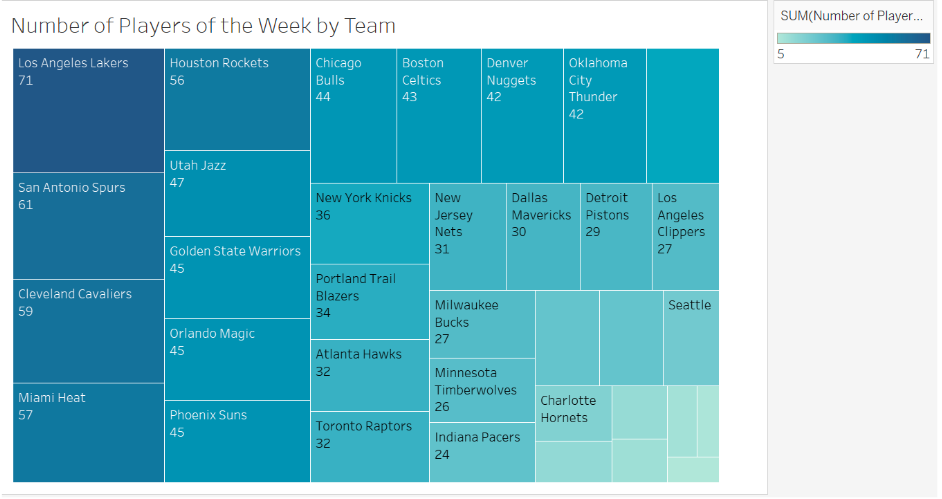 Number of Players of the Week by Team
SUM(Number of Player...
5 71
Los Angeles Lakers
71
San Antonio Spurs
61
Cleveland Cavaliers
59
Miami Heat
57
Houston Rockets
56
Utah Jazz
47
Golden State Warriors
45
Orlando Magic
45
Phoenix Suns
45
Chicago
Bulls
44
Boston
Celtics
43
Denver
Nuggets
42
Oklahoma
City
Thunder
42
New York Knicks
36
Portland Trail
Blazers
34
Atlanta Hawks
32
Toronto Raptors
32
New
Jersey
Nets
31
Dallas
Mavericks
30
Detroit
Pistons
29
Los
Angeles
Clippers
27
Milwaukee
Bucks
27
Minnesota
Timberwolves
26
Indiana Pacers
24
Seattle
Charlotte
Hornets